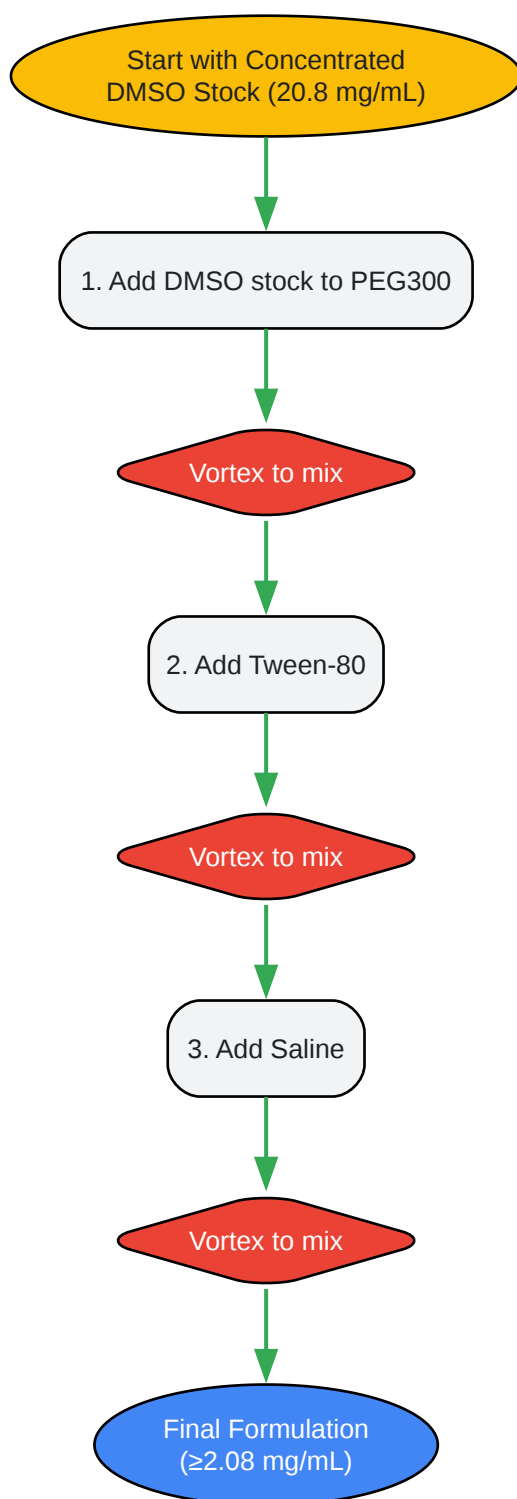 Start with Concentrated
DMSO Stock (20.8 mg/mL)
1. Add DMSO stock to PEG300
Vortex to mix
2. Add Tween-80
Vortex to mix
3. Add Saline
Vortex to mix
Final Formulation
(≥2.08 mg/mL)